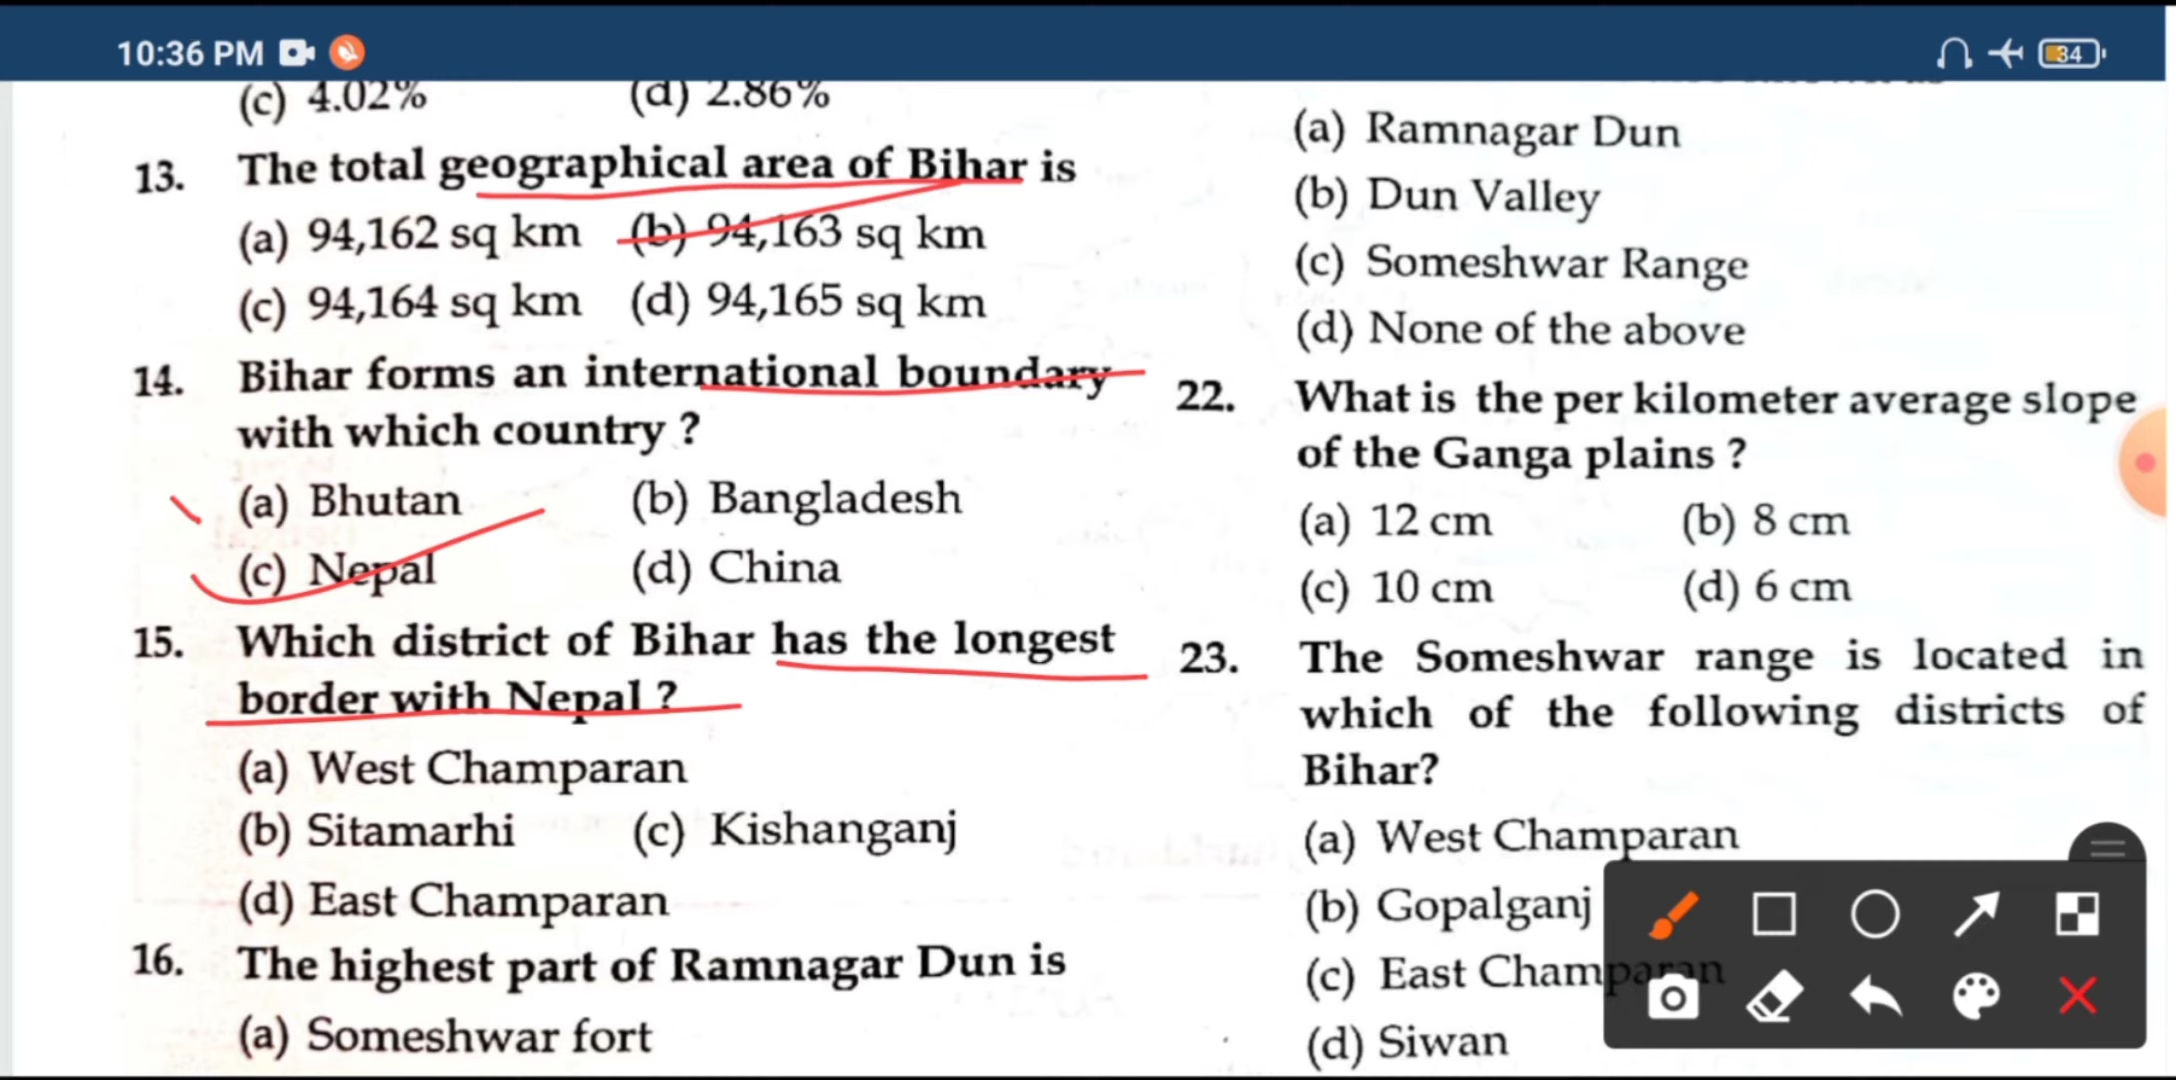 10:36 PM
34
(c) 4.02% (d) 2.86%
13. The total geographical area of Bihar is
(a) 94,162 sq km (b) 94,163 sq km
(c) 94,164 sq km (d) 94,165 sq km
14. Bihar forms an international boundary
with which country ?
(a) Bhutan (b) Bangladesh
(c) Nepal (d) China
15. Which district of Bihar has the longest
border with Nepal ?
(a) West Champaran
(b) Sitamarhi (c) Kishanganj
(d) East Champaran
16. The highest part of Ramnagar Dun is
(a) Someshwar fort
(a) Ramnagar Dun
(b) Dun Valley
(c) Someshwar Range
(d) None of the above
22. What is the per kilometer average slope
of the Ganga plains ?
(a) 12 cm (b) 8 cm
(c) 10 cm (d) 6 cm
23. The Someshwar range is located in
which of the following districts of
Bihar?
(a) West Champaran
(b) Gopalganj
(c) East Champaran
(d) Siwan